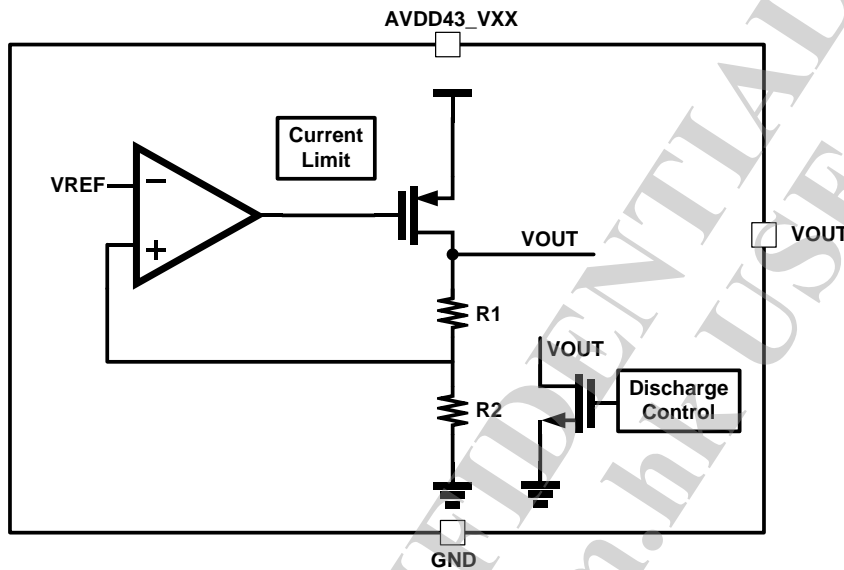 AVDD43_VXX
Current
Limit
VREF
−
+
VOUT
VOUT
R1
VOUT
R2
Discharge
Control
GND